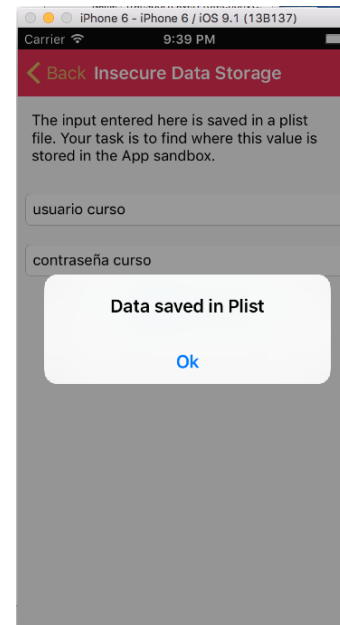 iPhone 6 - iPhone 6 / iOS 9.1 (13B137)
Carrier 9:39 PM
Back Insecure Data Storage
The input entered here is saved in a plist
file. Your task is to find where this value is
stored in the App sandbox.
usuario curso
contraseña curso
Data saved in Plist
Ok